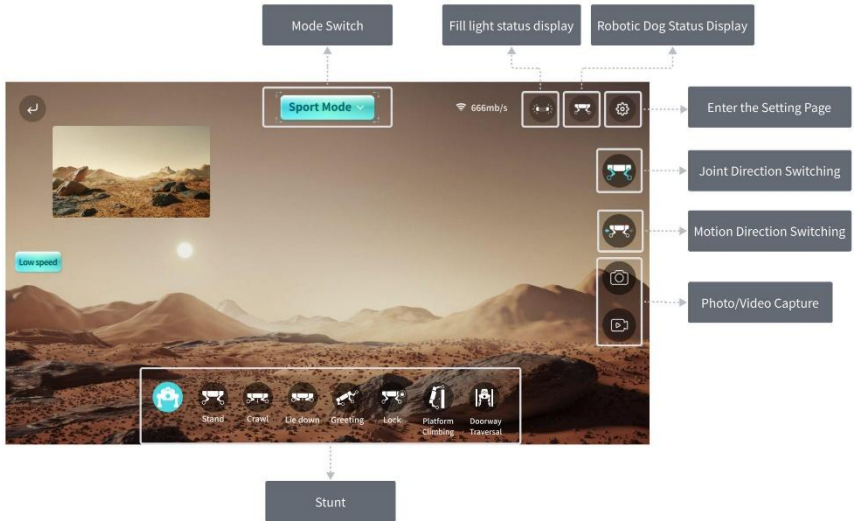 Mode Switch
Fill light status display
Robotic Dog Status Display
Sport Mode
666mb/s
Enter the Setting Page
Joint Direction Switching
Motion Direction Switching
Low speed
Photo/Video Capture
Stand
Crawl
Lie down
Greeting
Lock
Platform
Climbing
Doorway
Traversal
Stunt